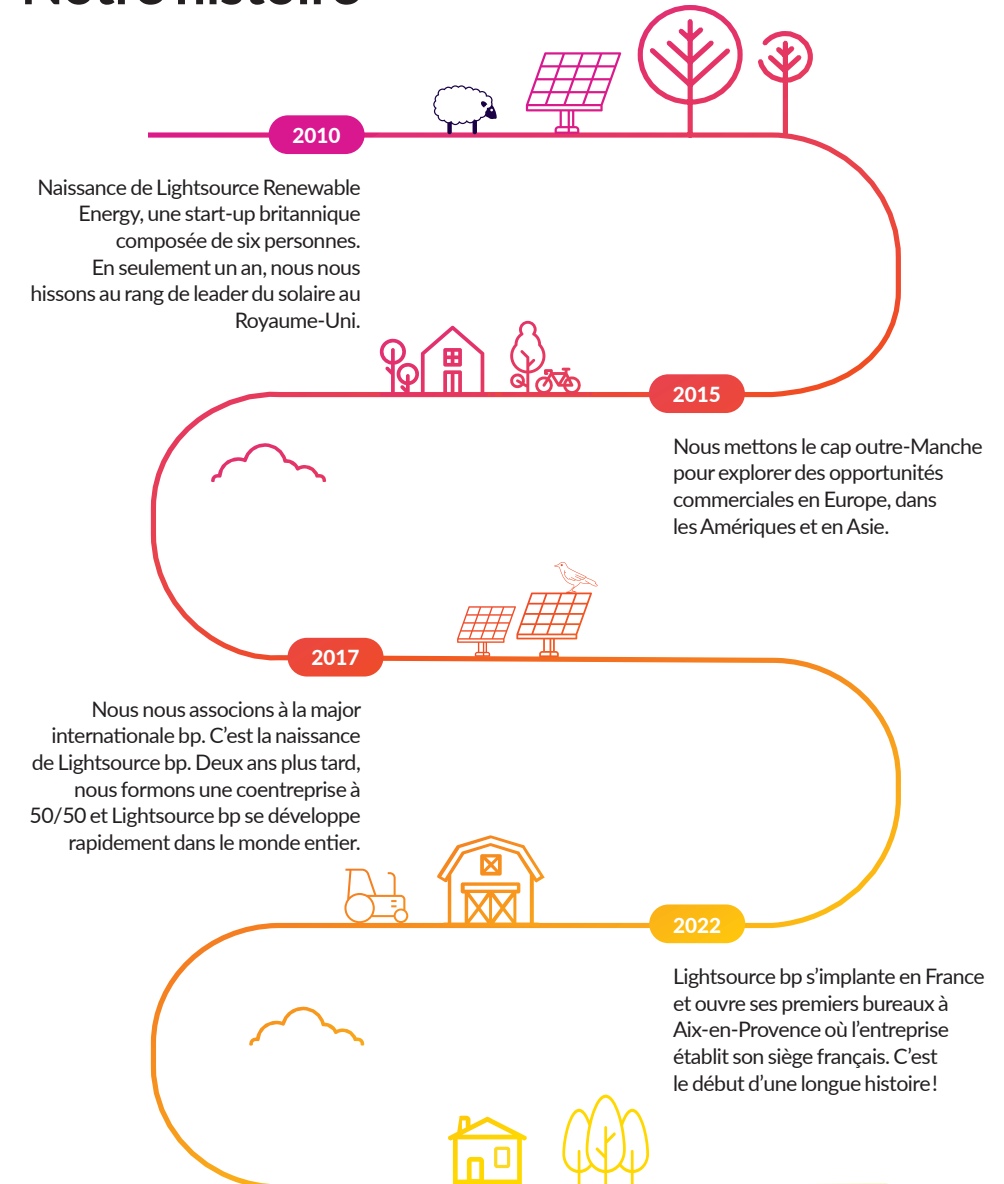 Notre histoire
2010
Naissance de Lightsource Renewable
Energy, une start-up britannique
composée de six personnes.
En seulement un an, nous nous
hissons au rang de leader du solaire au
Royaume-Uni.
2015
Nous mettons le cap outre-Manche
pour explorer des opportunités
commerciales en Europe, dans
les Amériques et en Asie.
2017
Nous nous associons à la major
internationale bp. C’est la naissance
de Lightsource bp. Deux ans plus tard,
nous formons une coentreprise à
50/50 et Lightsource bp se développe
rapidement dans le monde entier.
2022
Lightsource bp s’implante en France
et ouvre ses premiers bureaux à
Aix-en-Provence où l’entreprise
établit son siège français. C’est
le début d’une longue histoire !